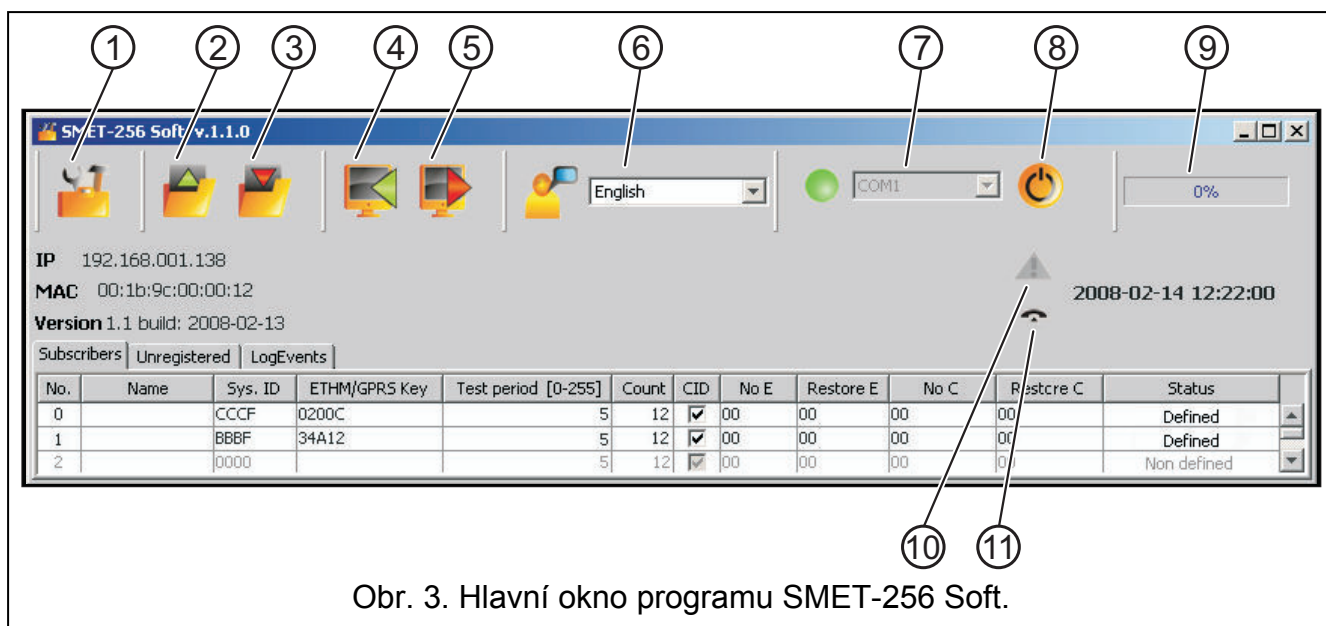 1 2 3 4 5 6 7 8 9
SMET-256 Soft v.1.1.0
English COM1 0%
IP 192.168.001.138
MAC 00:1b:9c:00:00:12
2008-02-14 12:22:00
Version 1.1 build: 2008-02-13
Subscribers Unregistered LogEvents
No. Name Sys. ID ETHM/GPRS Key Test period [0-255] Count CID No E Restore E No C Restore C Status
0 CCCF 0200C 5 12 00 00 00 00 Defined
1 BBBF 34A12 5 12 00 00 00 00 Defined
2 0000 5 12 00 00 00 00 Non defined
10 11
Obr. 3. Hlavní okno programu SMET-256 Soft.